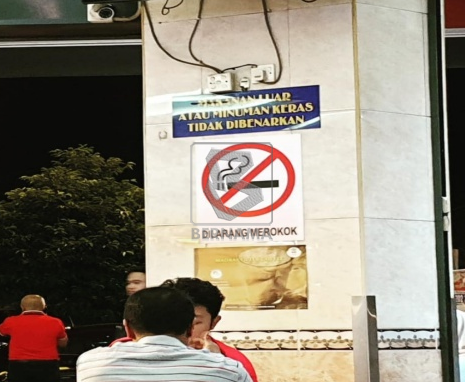 MAKANAN LUAR
ATAU MINUMAN KERAS
TIDAK DIBENARKAN
DILARANG MEROKOK